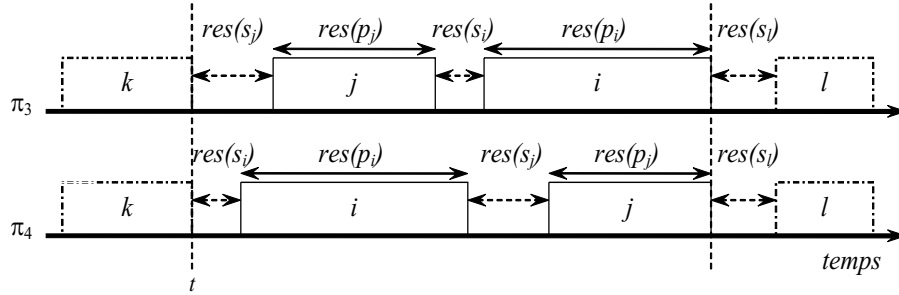 res(sj) res(pj) res(si) res(pi) res(sl)
k j i l
π3
res(si) res(pi) res(sj) res(pj) res(sl)
k i j l
π4
temps
t